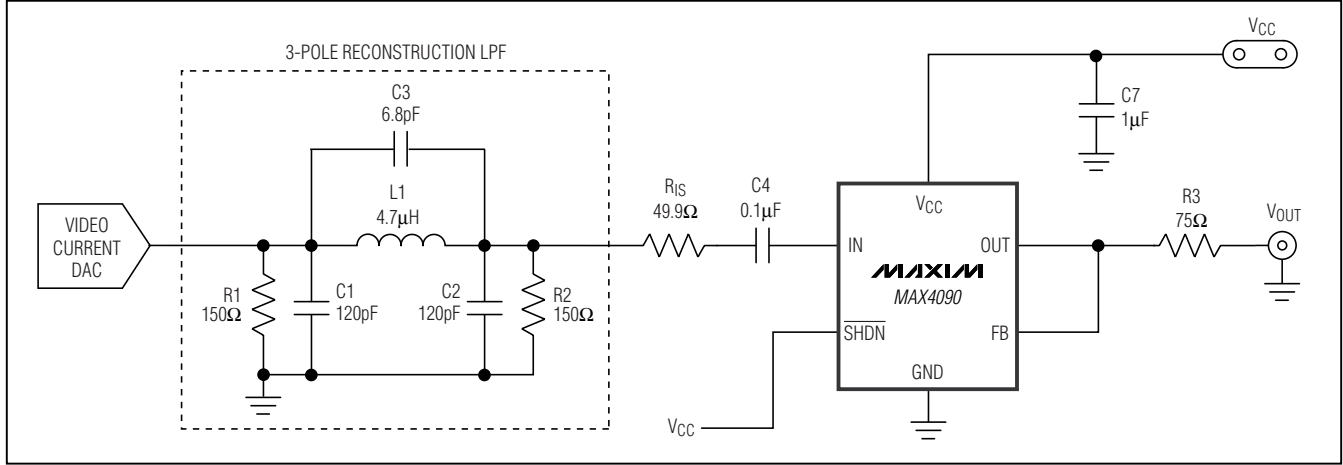 3-POLE RECONSTRUCTION LPF
VCC
C3
6.8pF
C7
1μF
L1
4.7μH
RIS
49.9Ω
C4
0.1μF
VCC
R3
75Ω
VOUT
VIDEO
CURRENT
DAC
IN
OUT
MAXIM
MAX4090
R1
150Ω
C1
120pF
C2
120pF
R2
150Ω
SHDN
FB
GND
VCC